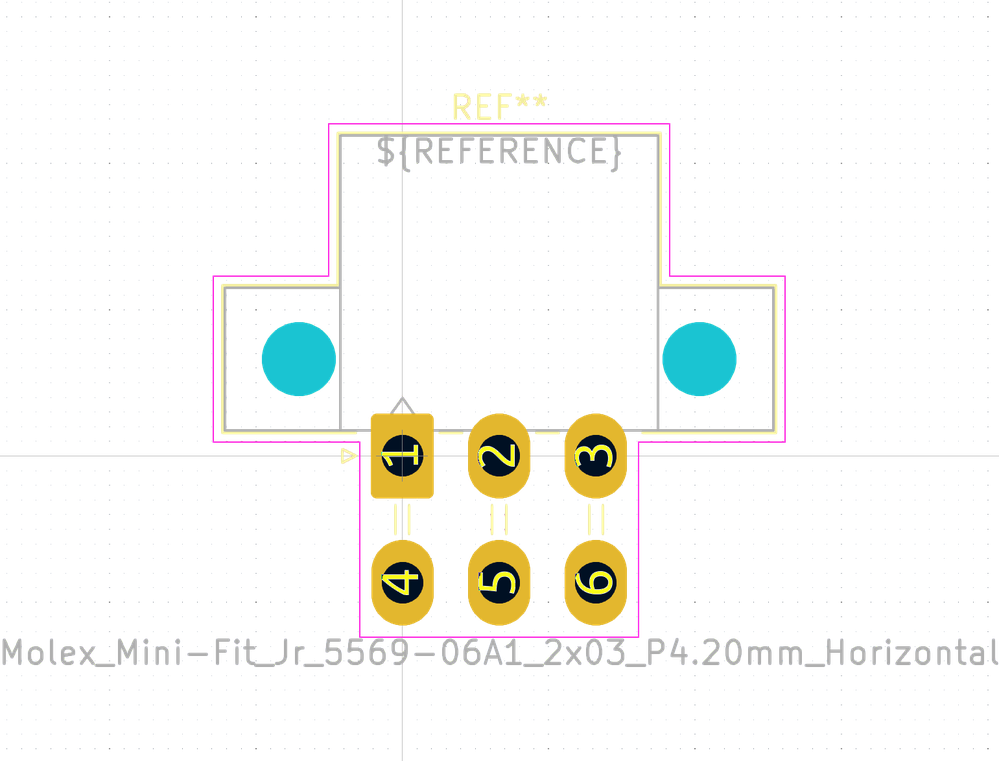 REF**
${REFERENCE}
1 2 3
4 5 6
Molex_Mini-Fit_Jr_5569-06A1_2x03_P4.20mm_Horizontal